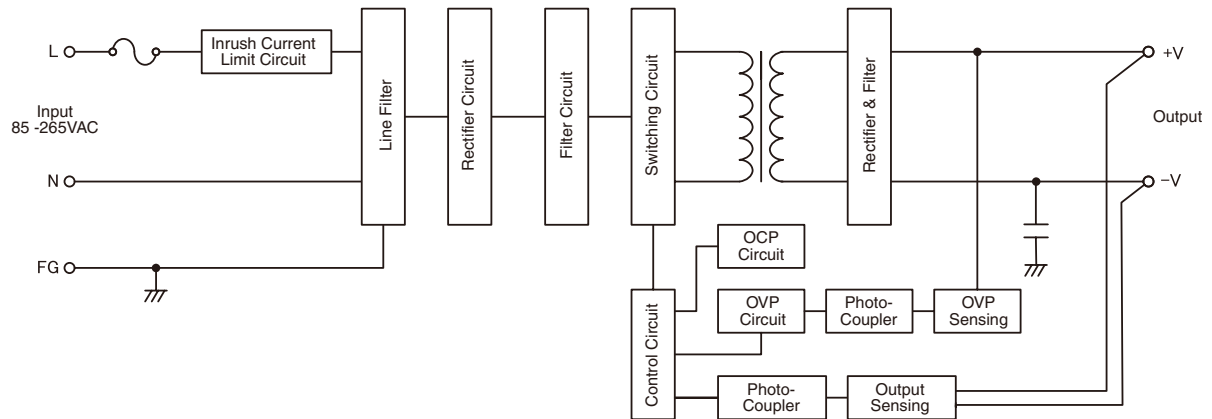 L
Inrush Current
Limit Circuit
Input
85 -265VAC
N
FG
Line Filter
Rectifier Circuit
Filter Circuit
Switching Circuit
Rectifier & Filter
+V
Output
−V
OCP
Circuit
Control Circuit
OVP
Circuit
Photo-
Coupler
OVP
Sensing
Photo-
Coupler
Output
Sensing